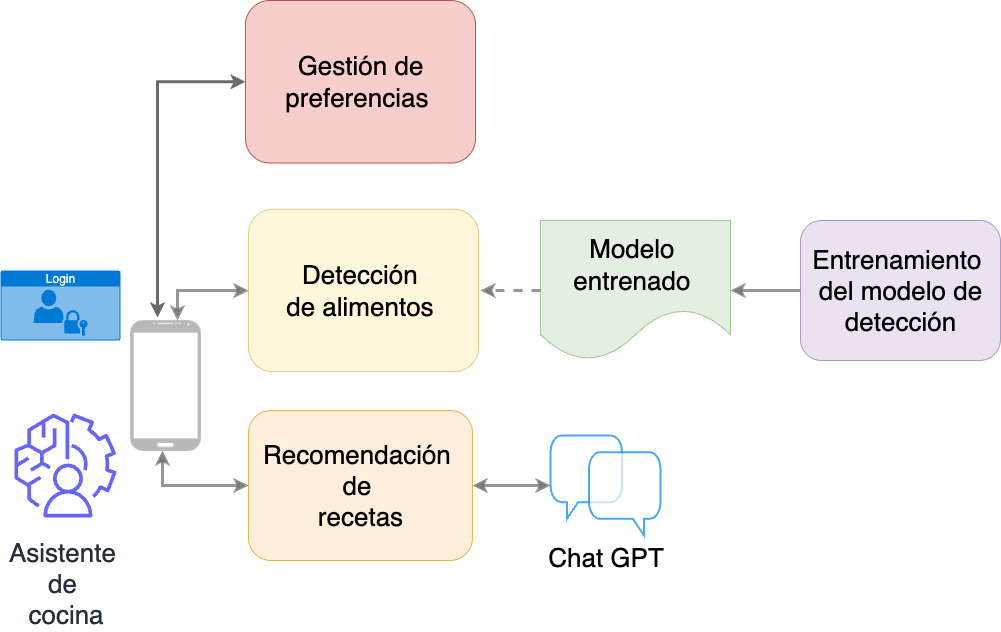 Gestión de
preferencias
Login
Detección
de alimentos
Modelo
entrenado
Entrenamiento
del modelo de
detección
Recomendación
de
recetas
Chat GPT
Asistente
de
cocina